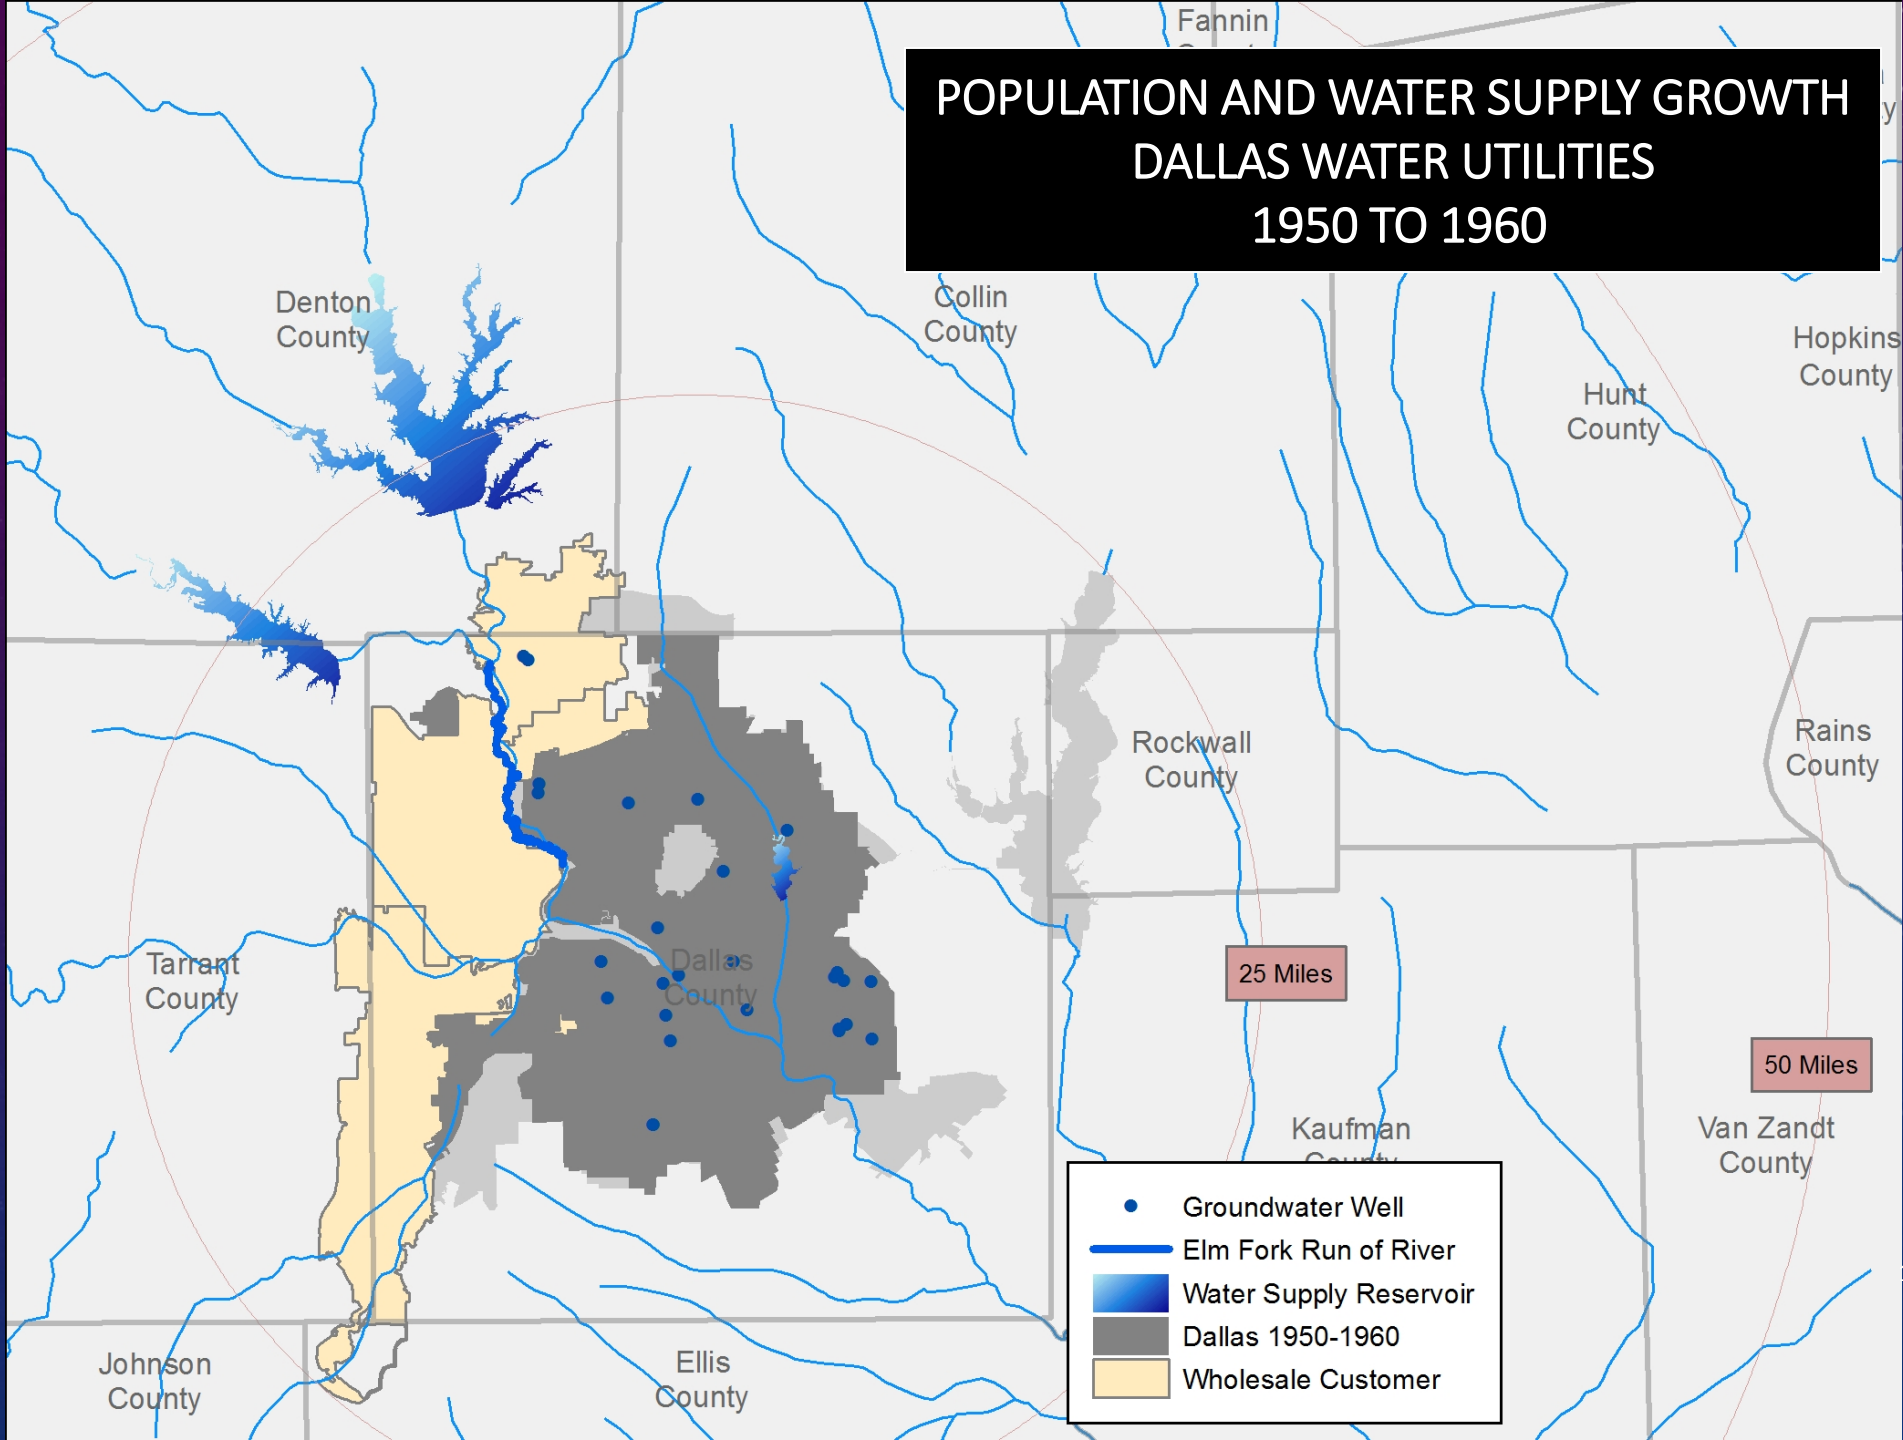 Fannin
POPULATION AND WATER SUPPLY GROWTH
DALLAS WATER UTILITIES
1950 TO 1960
Denton
County
Collin
County
Hopkins
County
Hunt
County
Rockwall
County
Rains
County
Tarrant
County
Dallas
County
25 Miles
50 Miles
Kaufman
County
Van Zandt
County
Groundwater Well
Elm Fork Run of River
Water Supply Reservoir
Dallas 1950-1960
Wholesale Customer
Johnson
County
Ellis
County